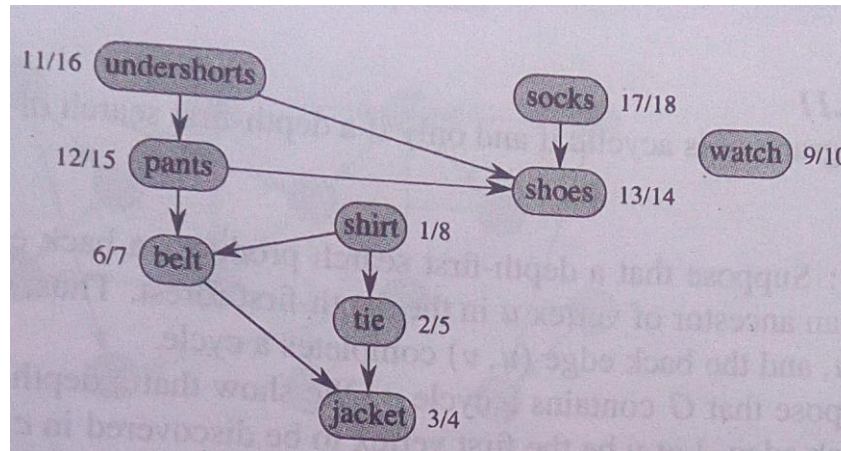 11/16 undershorts
socks 17/18
12/15 pants
watch 9/10
shoes 13/14
shirt 1/8
6/7 belt
tie 2/5
jacket 3/4